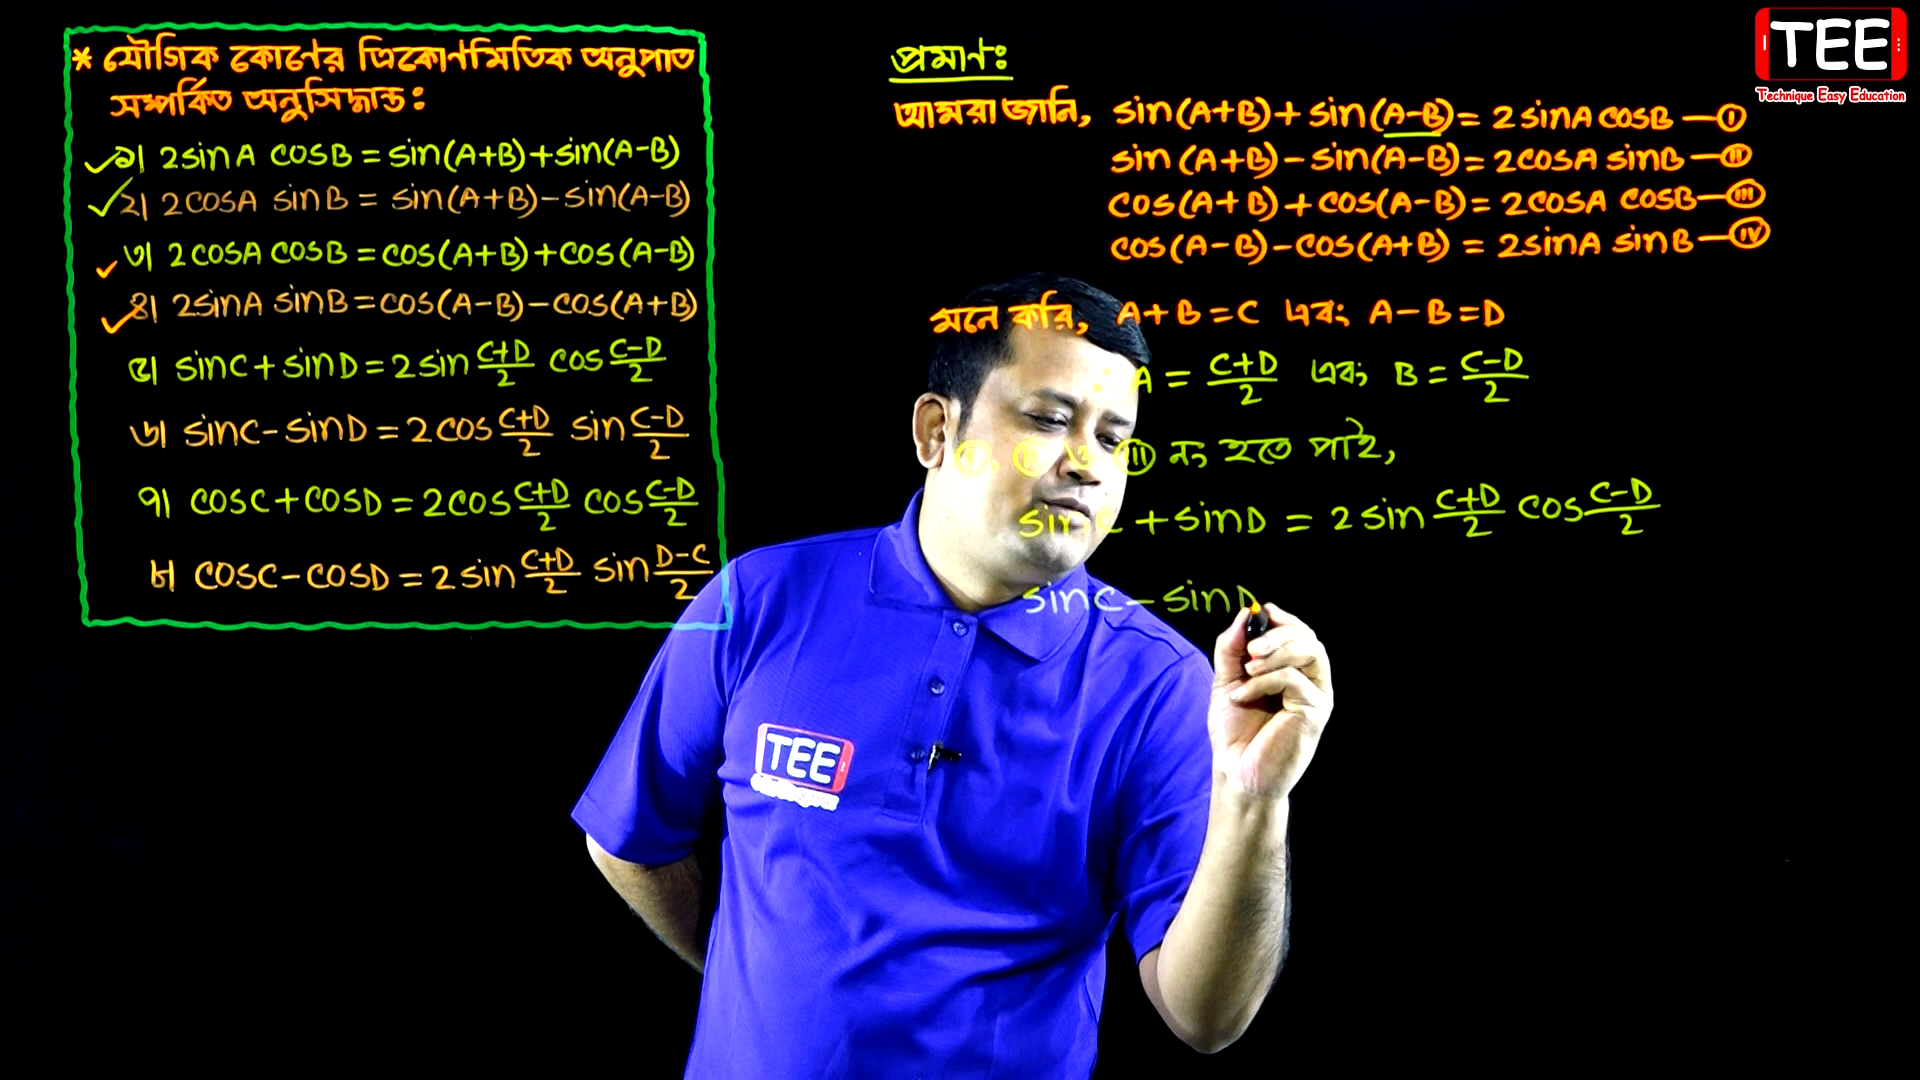 * যৌগিক কোণের ত্রিকোণমিতিক অনুপাত
সম্পর্কিত অনুসিদ্ধান্ত:
১। 2sinA cosB = sin(A+B)+sin(A-B)
২। 2cosA sinB = sin(A+B)-sin(A-B)
৩। 2cosA cosB = cos(A+B)+cos(A-B)
৪। 2sinA sinB = cos(A-B)-cos(A+B)
৫। sinC+sinD = 2sin (C+D)/2 cos (C-D)/2
৬। sinC-sinD = 2cos (C+D)/2 sin (C-D)/2
৭। cosC+cosD = 2cos (C+D)/2 cos (C-D)/2
৮। cosC-cosD = 2sin (C+D)/2 sin (D-C)/2
প্রমাণঃ
আমরা জানি, sin(A+B)+sin(A-B) = 2sinA cosB — (i)
sin(A+B)-sin(A-B) = 2cosA sinB — (ii)
cos(A+B)+cos(A-B) = 2cosA cosB — (iii)
cos(A-B)-cos(A+B) = 2sinA sinB — (iv)
মনে করি, A+B=C এবং A-B=D
∴ A = (C+D)/2 এবং B = (C-D)/2
(i), (ii) ও (iii) নং হতে পাই,
sinC+sinD = 2sin (C+D)/2 cos (C-D)/2
sinC-sinD
TEE
Technique Easy Education
TEE